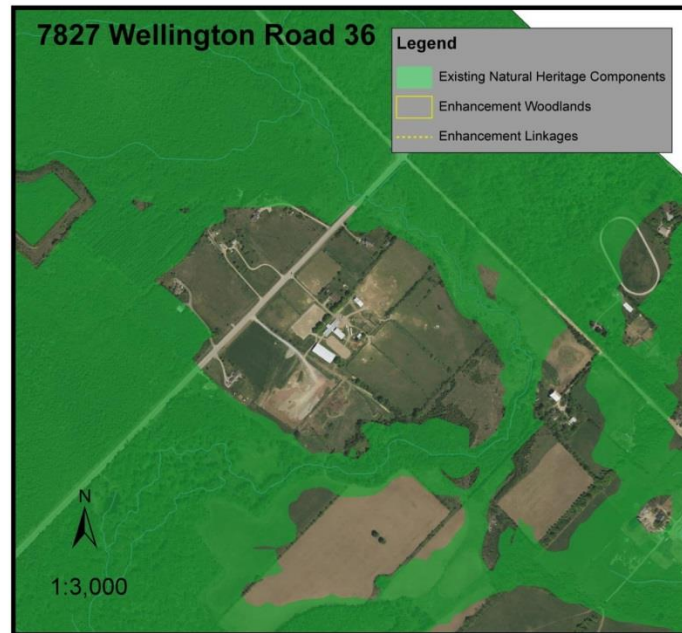 7827 Wellington Road 36
Legend
Existing Natural Heritage Components
Enhancement Woodlands
Enhancement Linkages
N
1:3,000